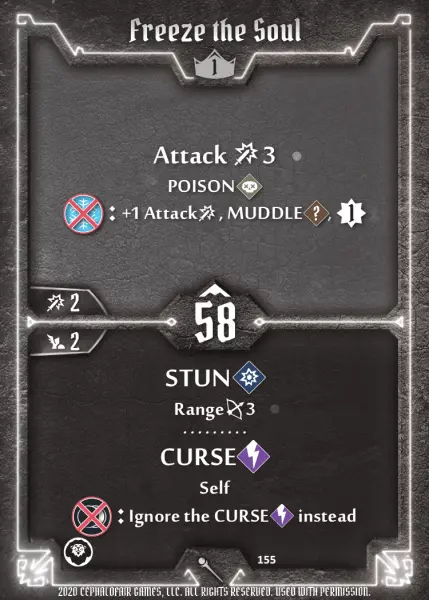 Freeze the Soul
1
Attack 3
POISON
: +1 Attack, MUDDLE ?, 1
2
58
2
STUN
Range 3
CURSE
Self
: Ignore the CURSE instead
155
2020 CEPHALOFAIR GAMES, LLC. ALL RIGHTS RESERVED. USED WITH PERMISSION.